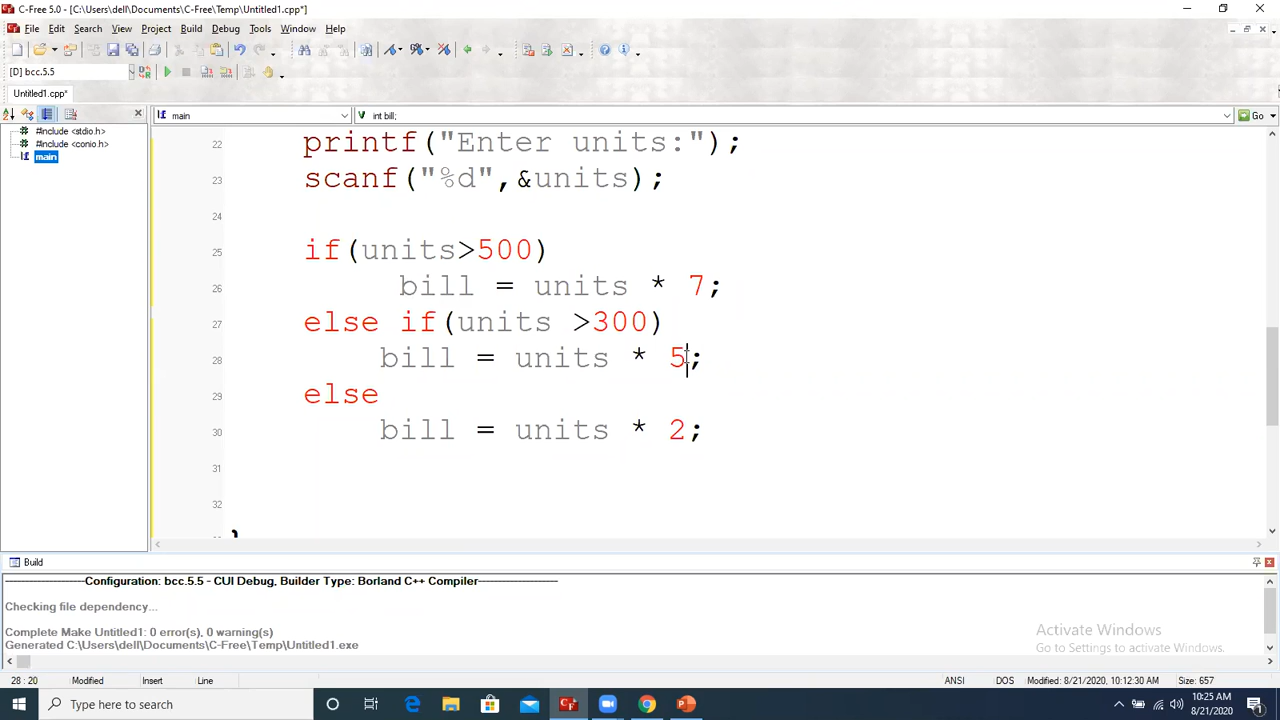 C-Free 5.0 - [C:\Users\dell\Documents\C-Free\Temp\Untitled1.cpp*]
File Edit Search View Project Build Debug Tools Window Help
[D] bcc.5.5
Untitled1.cpp*
main int bill; Go
#include <stdio.h>
#include <conio.h>
main
22 printf("Enter units:");
23 scanf("%d",&units);
24
25 if(units>500)
26 bill = units * 7;
27 else if(units >300)
28 bill = units * 5;
29 else
30 bill = units * 2;
31
32
}
Build
--------------------Configuration: bcc.5.5 - CUI Debug, Builder Type: Borland C++ Compiler--------------------
Checking file dependency...
Complete Make Untitled1: 0 error(s), 0 warning(s)
Generated C:\Users\dell\Documents\C-Free\Temp\Untitled1.exe
Activate Windows
Go to Settings to activate Windows.
28 : 20 Modified Insert Line ANSI DOS Modified: 8/21/2020, 10:12:30 AM Size: 657
Type here to search
10:25 AM
8/21/2020